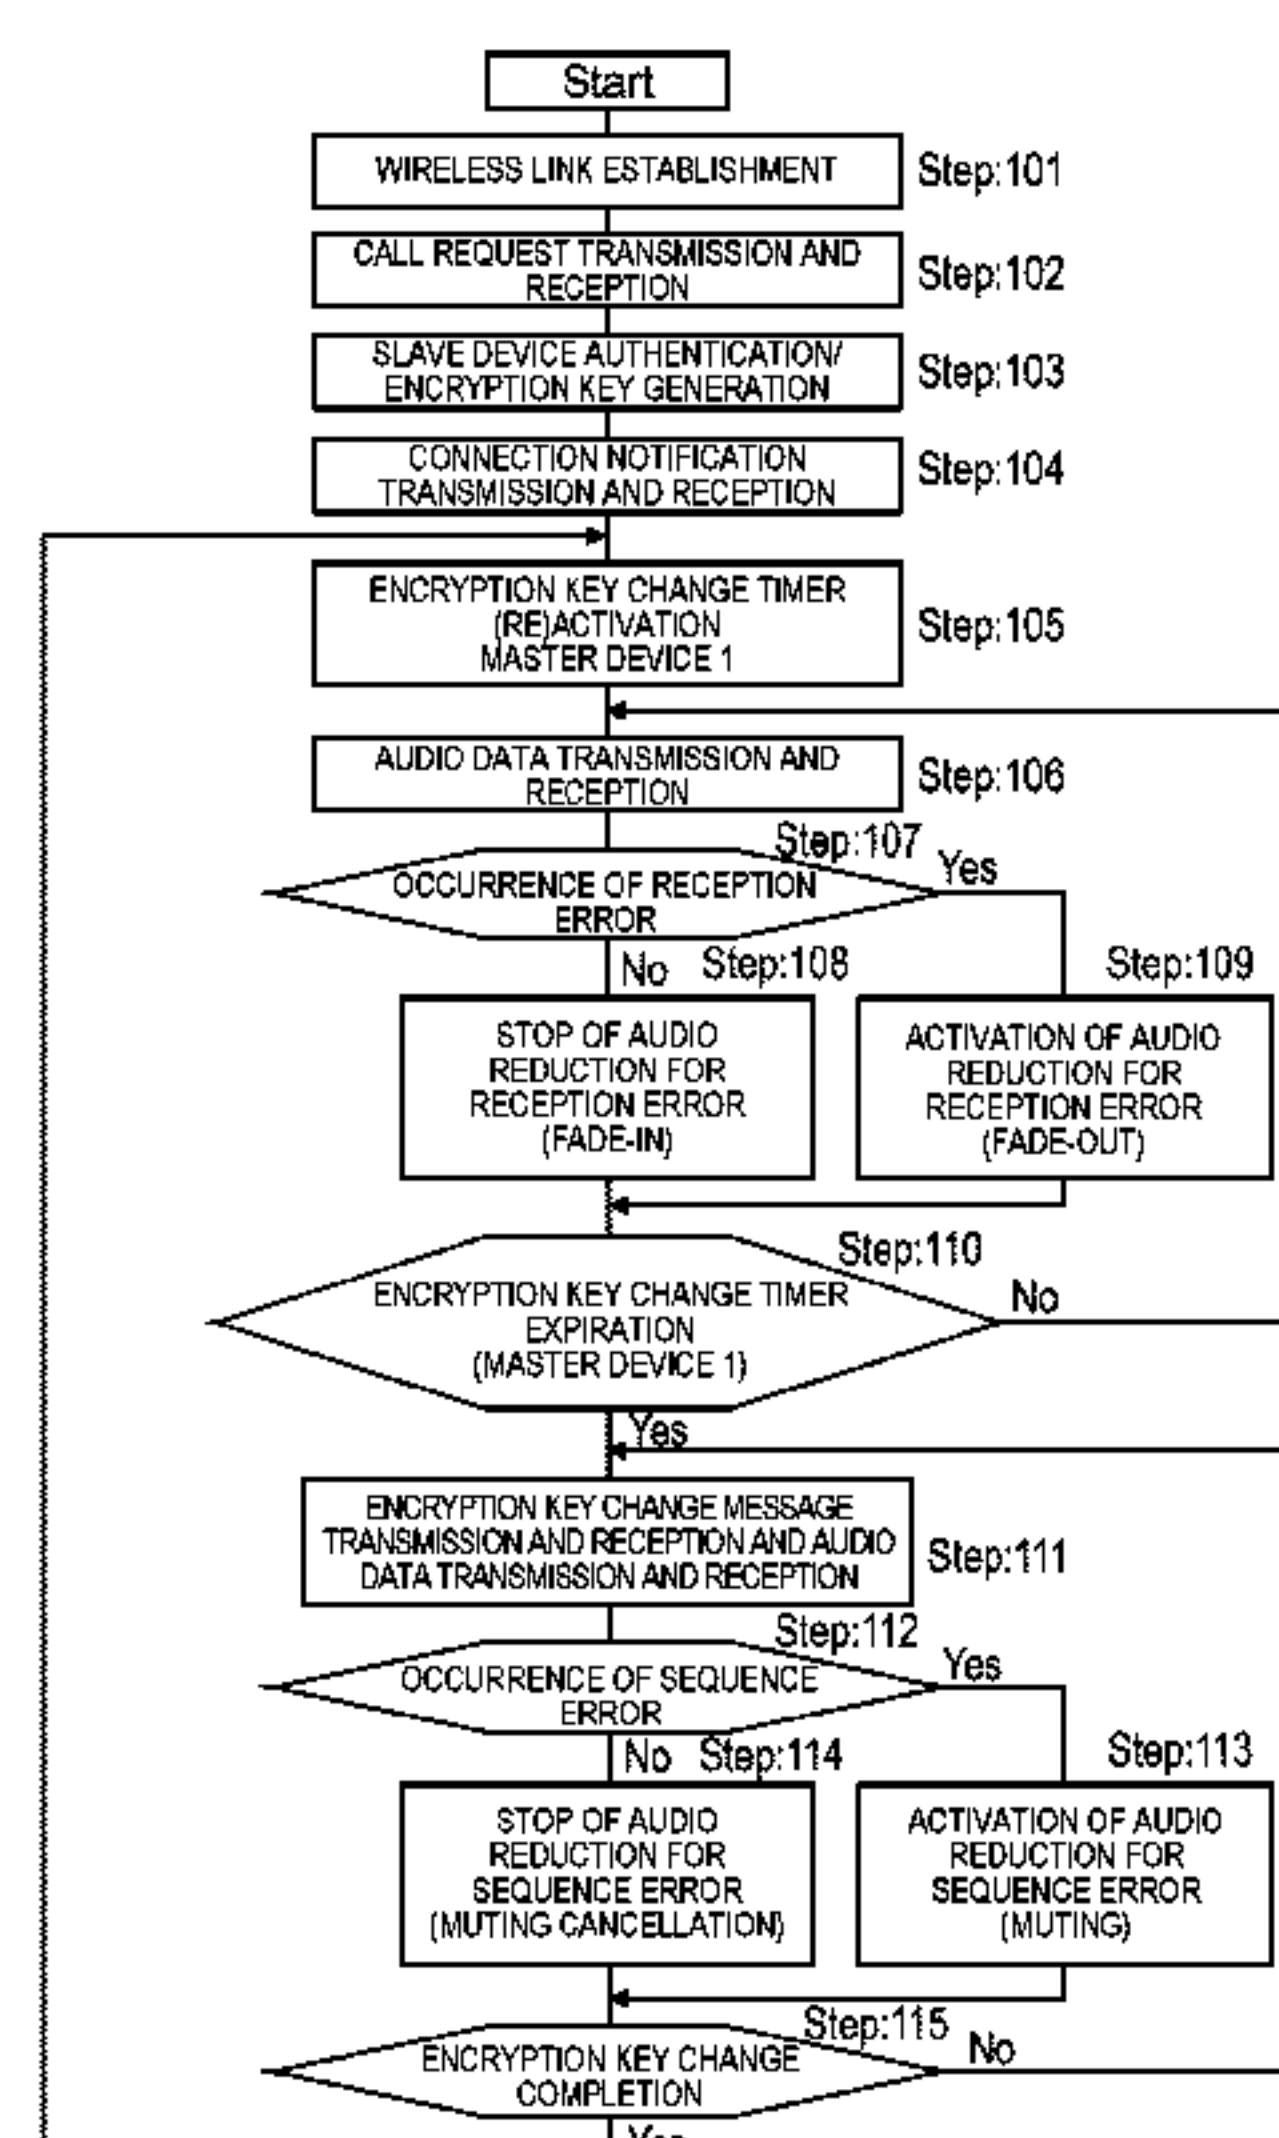 Start
WIRELESS LINK ESTABLISHMENT
Step:101
CALL REQUEST TRANSMISSION AND
RECEPTION
Step:102
SLAVE DEVICE AUTHENTICATION/
ENCRYPTION KEY GENERATION
Step:103
CONNECTION NOTIFICATION
TRANSMISSION AND RECEPTION
Step:104
ENCRYPTION KEY CHANGE TIMER
(RE)ACTIVATION
MASTER DEVICE 1
Step:105
AUDIO DATA TRANSMISSION AND
RECEPTION
Step:106
Step:107
OCCURRENCE OF RECEPTION
ERROR
Yes
No
Step:108
Step:109
STOP OF AUDIO
REDUCTION FOR
RECEPTION ERROR
(FADE-IN)
ACTIVATION OF AUDIO
REDUCTION FOR
RECEPTION ERROR
(FADE-OUT)
Step:110
ENCRYPTION KEY CHANGE TIMER
EXPIRATION
(MASTER DEVICE 1)
No
Yes
ENCRYPTION KEY CHANGE MESSAGE
TRANSMISSION AND RECEPTION AND AUDIO
DATA TRANSMISSION AND RECEPTION
Step:111
Step:112
OCCURRENCE OF SEQUENCE
ERROR
Yes
No
Step:114
Step:113
STOP OF AUDIO
REDUCTION FOR
SEQUENCE ERROR
(MUTING CANCELLATION)
ACTIVATION OF AUDIO
REDUCTION FOR
SEQUENCE ERROR
(MUTING)
Step:115
ENCRYPTION KEY CHANGE
COMPLETION
No
Yes